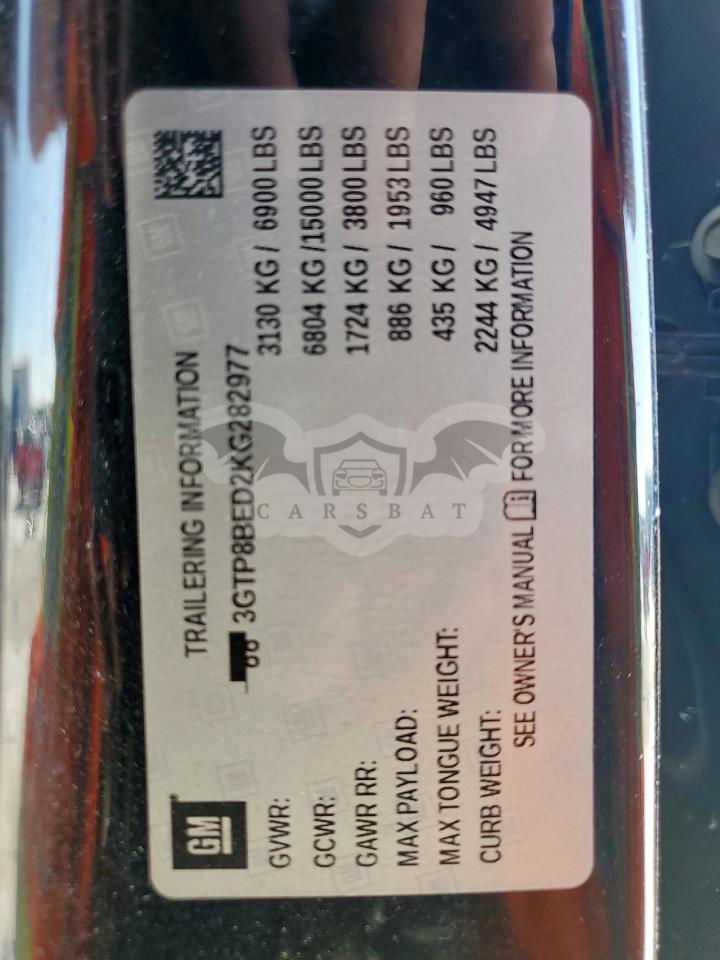 GM
TRAILERING INFORMATION
3GTP8BED2KG282977
GVWR: 3130 KG / 6900 LBS
GCWR: 6804 KG /15000 LBS
GAWR RR: 1724 KG / 3800 LBS
MAX PAYLOAD: 886 KG / 1953 LBS
MAX TONGUE WEIGHT: 435 KG / 960 LBS
CURB WEIGHT: 2244 KG / 4947 LBS
SEE OWNER'S MANUAL FOR MORE INFORMATION
CARSBAT